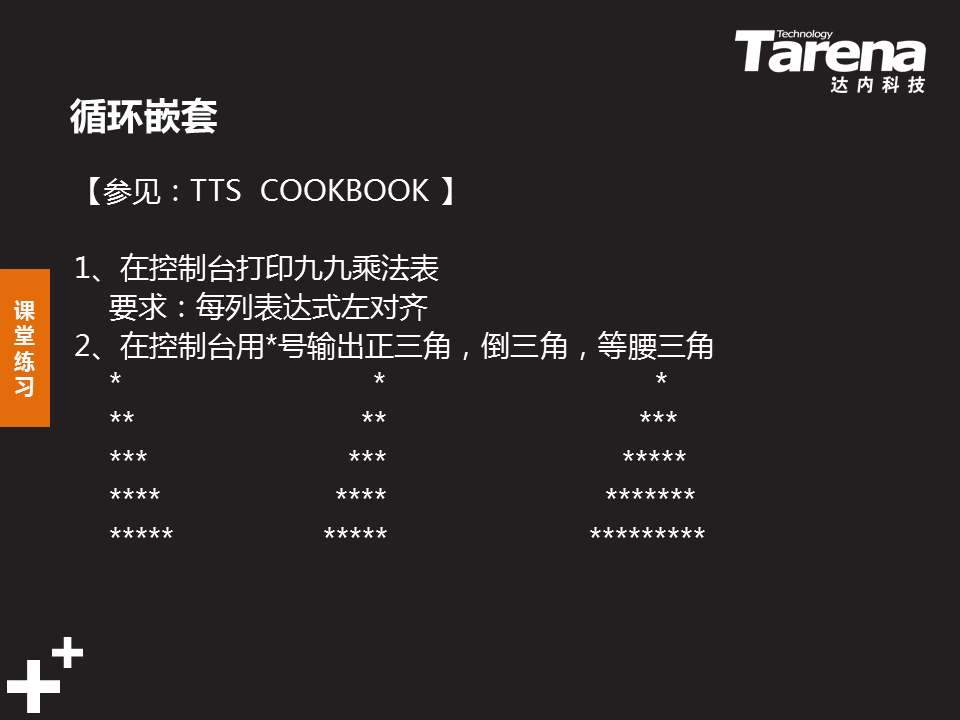 Technology
Tarena
达内科技
循环嵌套
【参见：TTS COOKBOOK 】
1、在控制台打印九九乘法表
要求：每列表达式左对齐
2、在控制台用*号输出正三角，倒三角，等腰三角
* * *
** ** ***
*** *** *****
**** **** *******
***** ***** *********
课堂练习